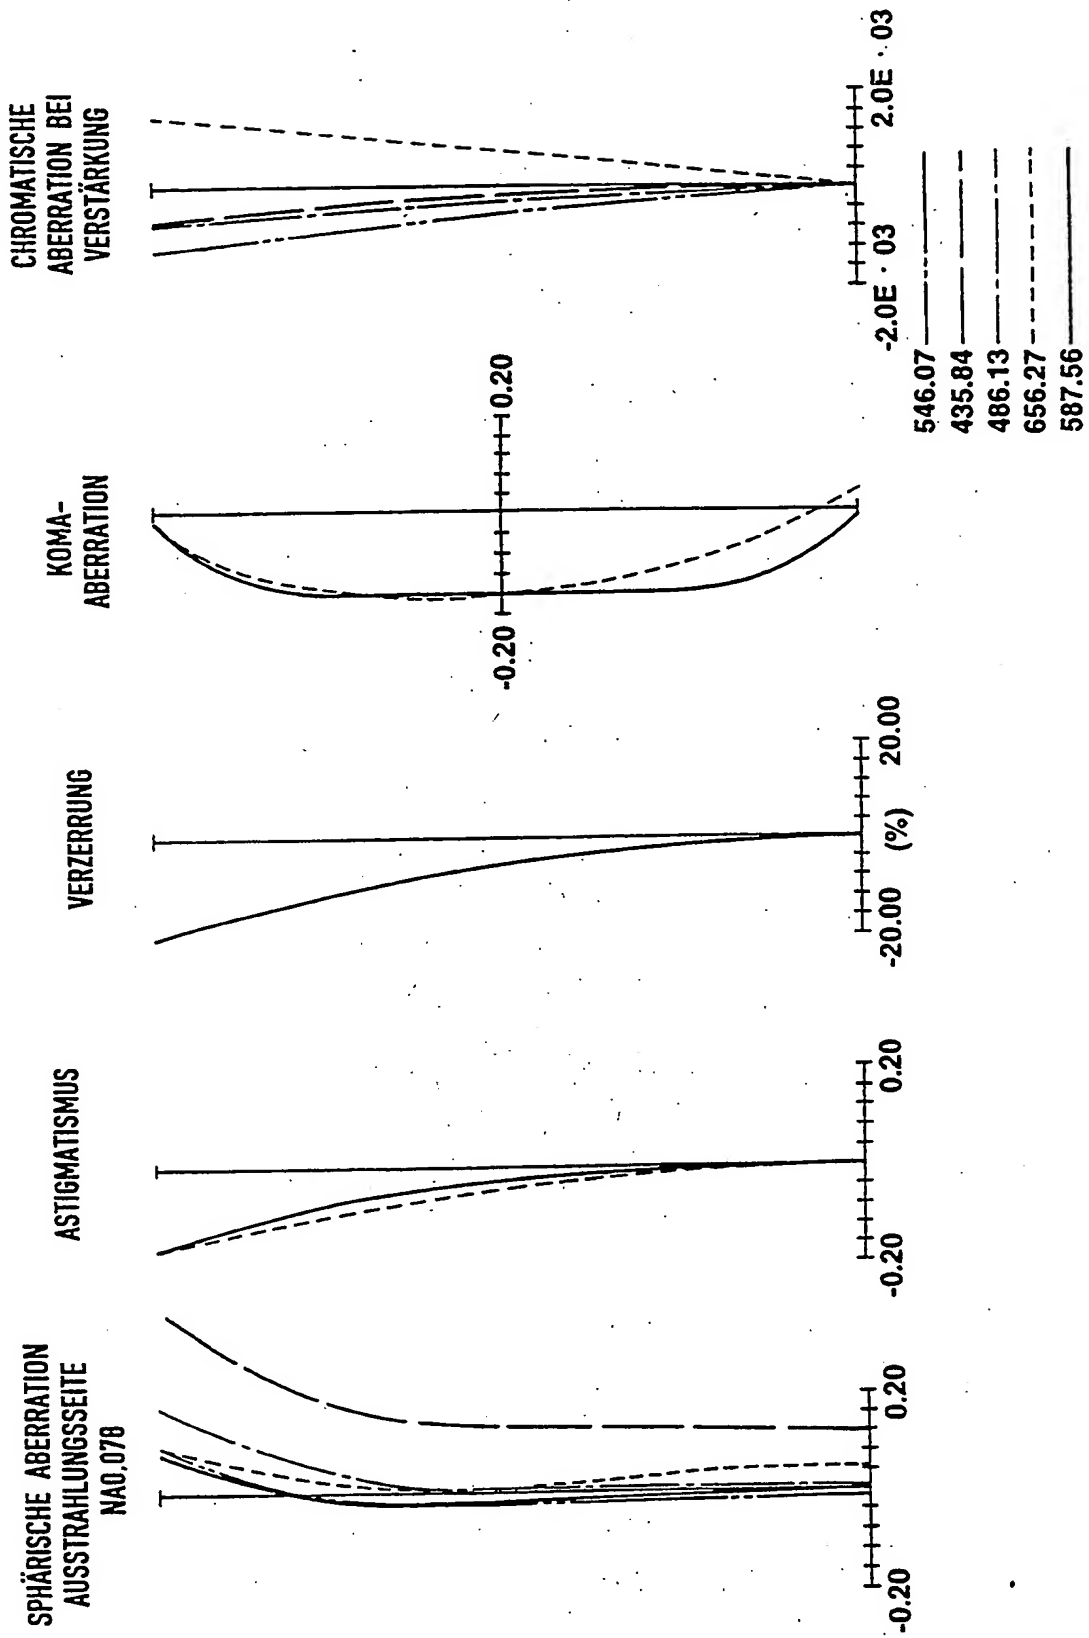 SPHÄRISCHE ABERRATION
AUSSTRAHLUNGSSEITE
NA0,078
-0.20
0.20
ASTIGMATISMUS
-0.20
0.20
VERZERRUNG
-20.00
(%)
20.00
KOMA-
ABERRATION
-0.20
0.20
CHROMATISCHE
ABERRATION BEI
VERSTÄRKUNG
-2.0E · 03
2.0E · 03
546.07
435.84
486.13
656.27
587.56